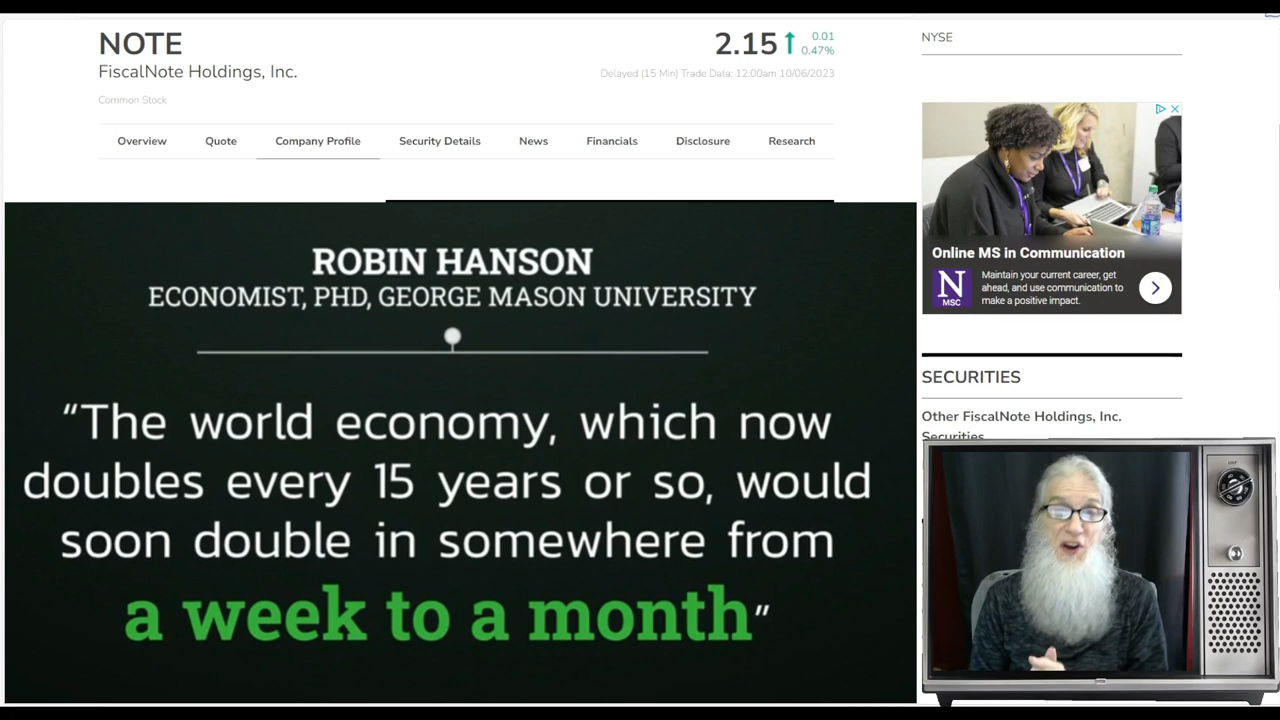 NOTE
FiscalNote Holdings, Inc.
Common Stock
2.15
0.01
0.47%
Delayed (15 Min) Trade Data: 12:00am 10/06/2023
Overview Quote Company Profile Security Details News Financials Disclosure Research
ROBIN HANSON
ECONOMIST, PHD, GEORGE MASON UNIVERSITY
“The world economy, which now
doubles every 15 years or so, would
soon double in somewhere from
a week to a month”
NYSE
Online MS in Communication
N
MSC
Maintain your current career, get
ahead, and use communication to
make a positive impact.
SECURITIES
Other FiscalNote Holdings, Inc.
Securities